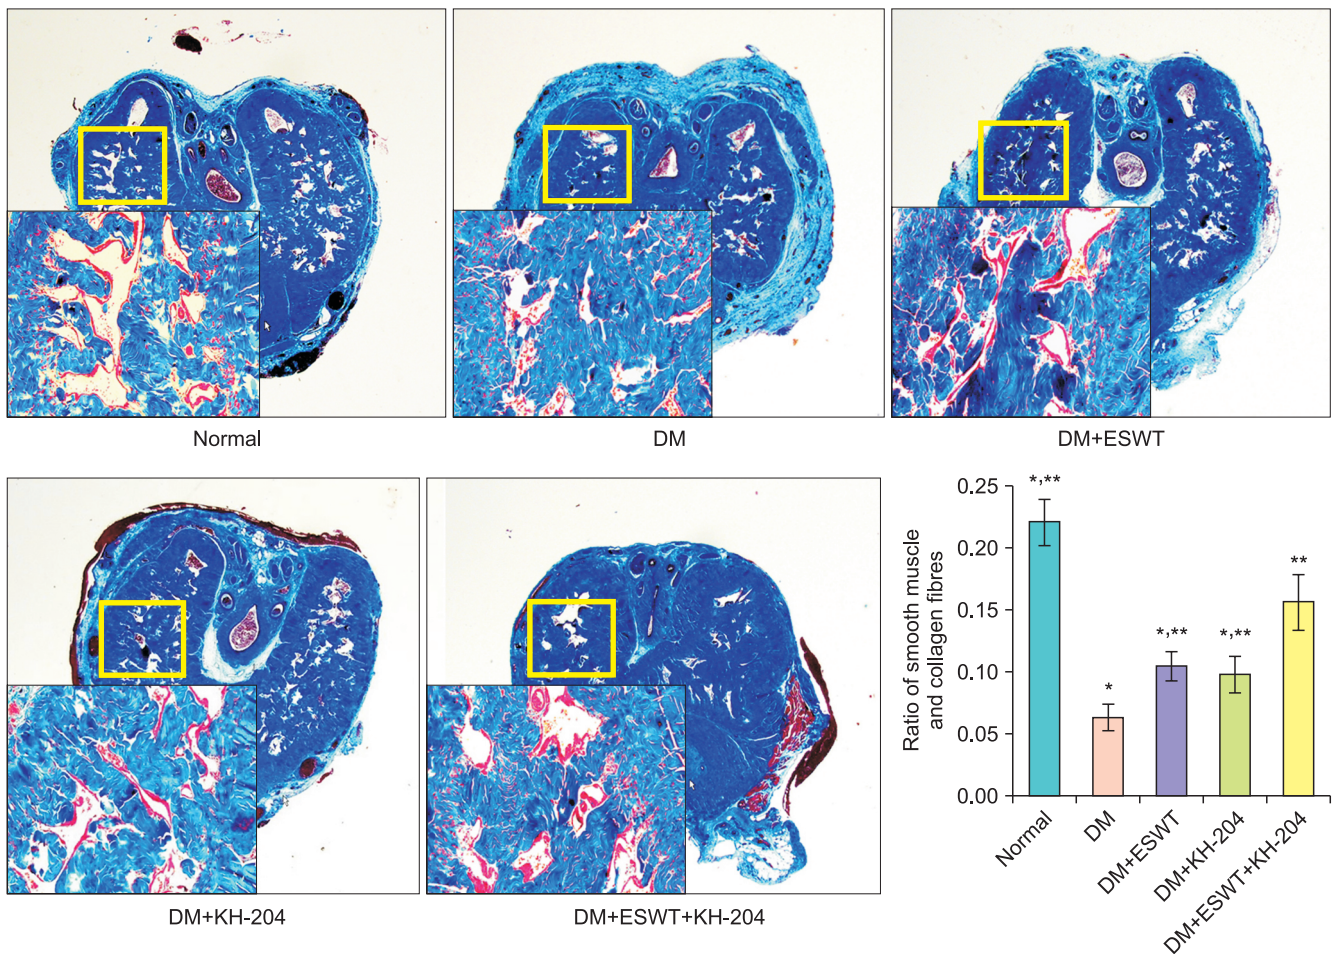 Normal
DM
DM+ESWT
DM+KH-204
DM+ESWT+KH-204
Ratio of smooth muscle
and collagen fibres
0.25
0.20
0.15
0.10
0.05
0.00
*,**
*
*,**
*,**
**
Normal
DM
DM+ESWT
DM+KH-204
DM+ESWT+KH-204